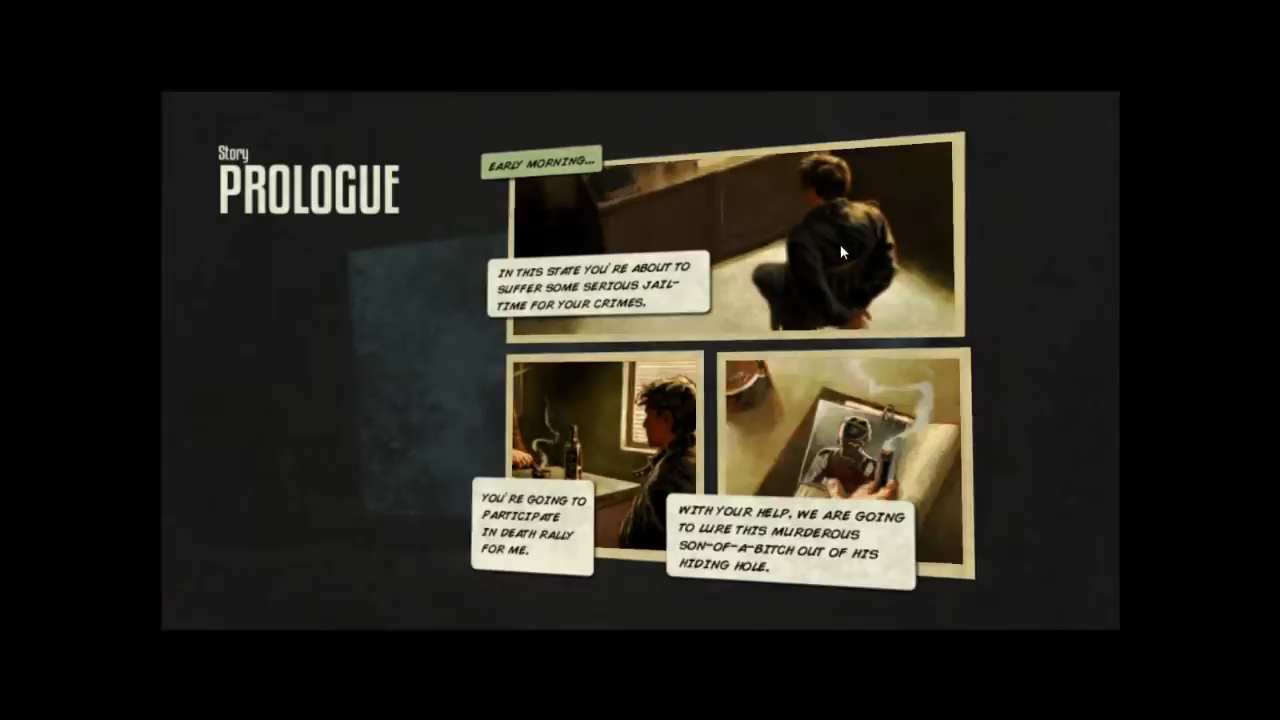 Story
PROLOGUE
EARLY MORNING...
IN THIS STATE YOU'RE ABOUT TO
SUFFER SOME SERIOUS JAIL-
TIME FOR YOUR CRIMES.
YOU'RE GOING TO
PARTICIPATE
IN DEATH RALLY
FOR ME.
WITH YOUR HELP, WE ARE GOING
TO LURE THIS MURDEROUS
SON-OF-A-BITCH OUT OF HIS
HIDING HOLE.